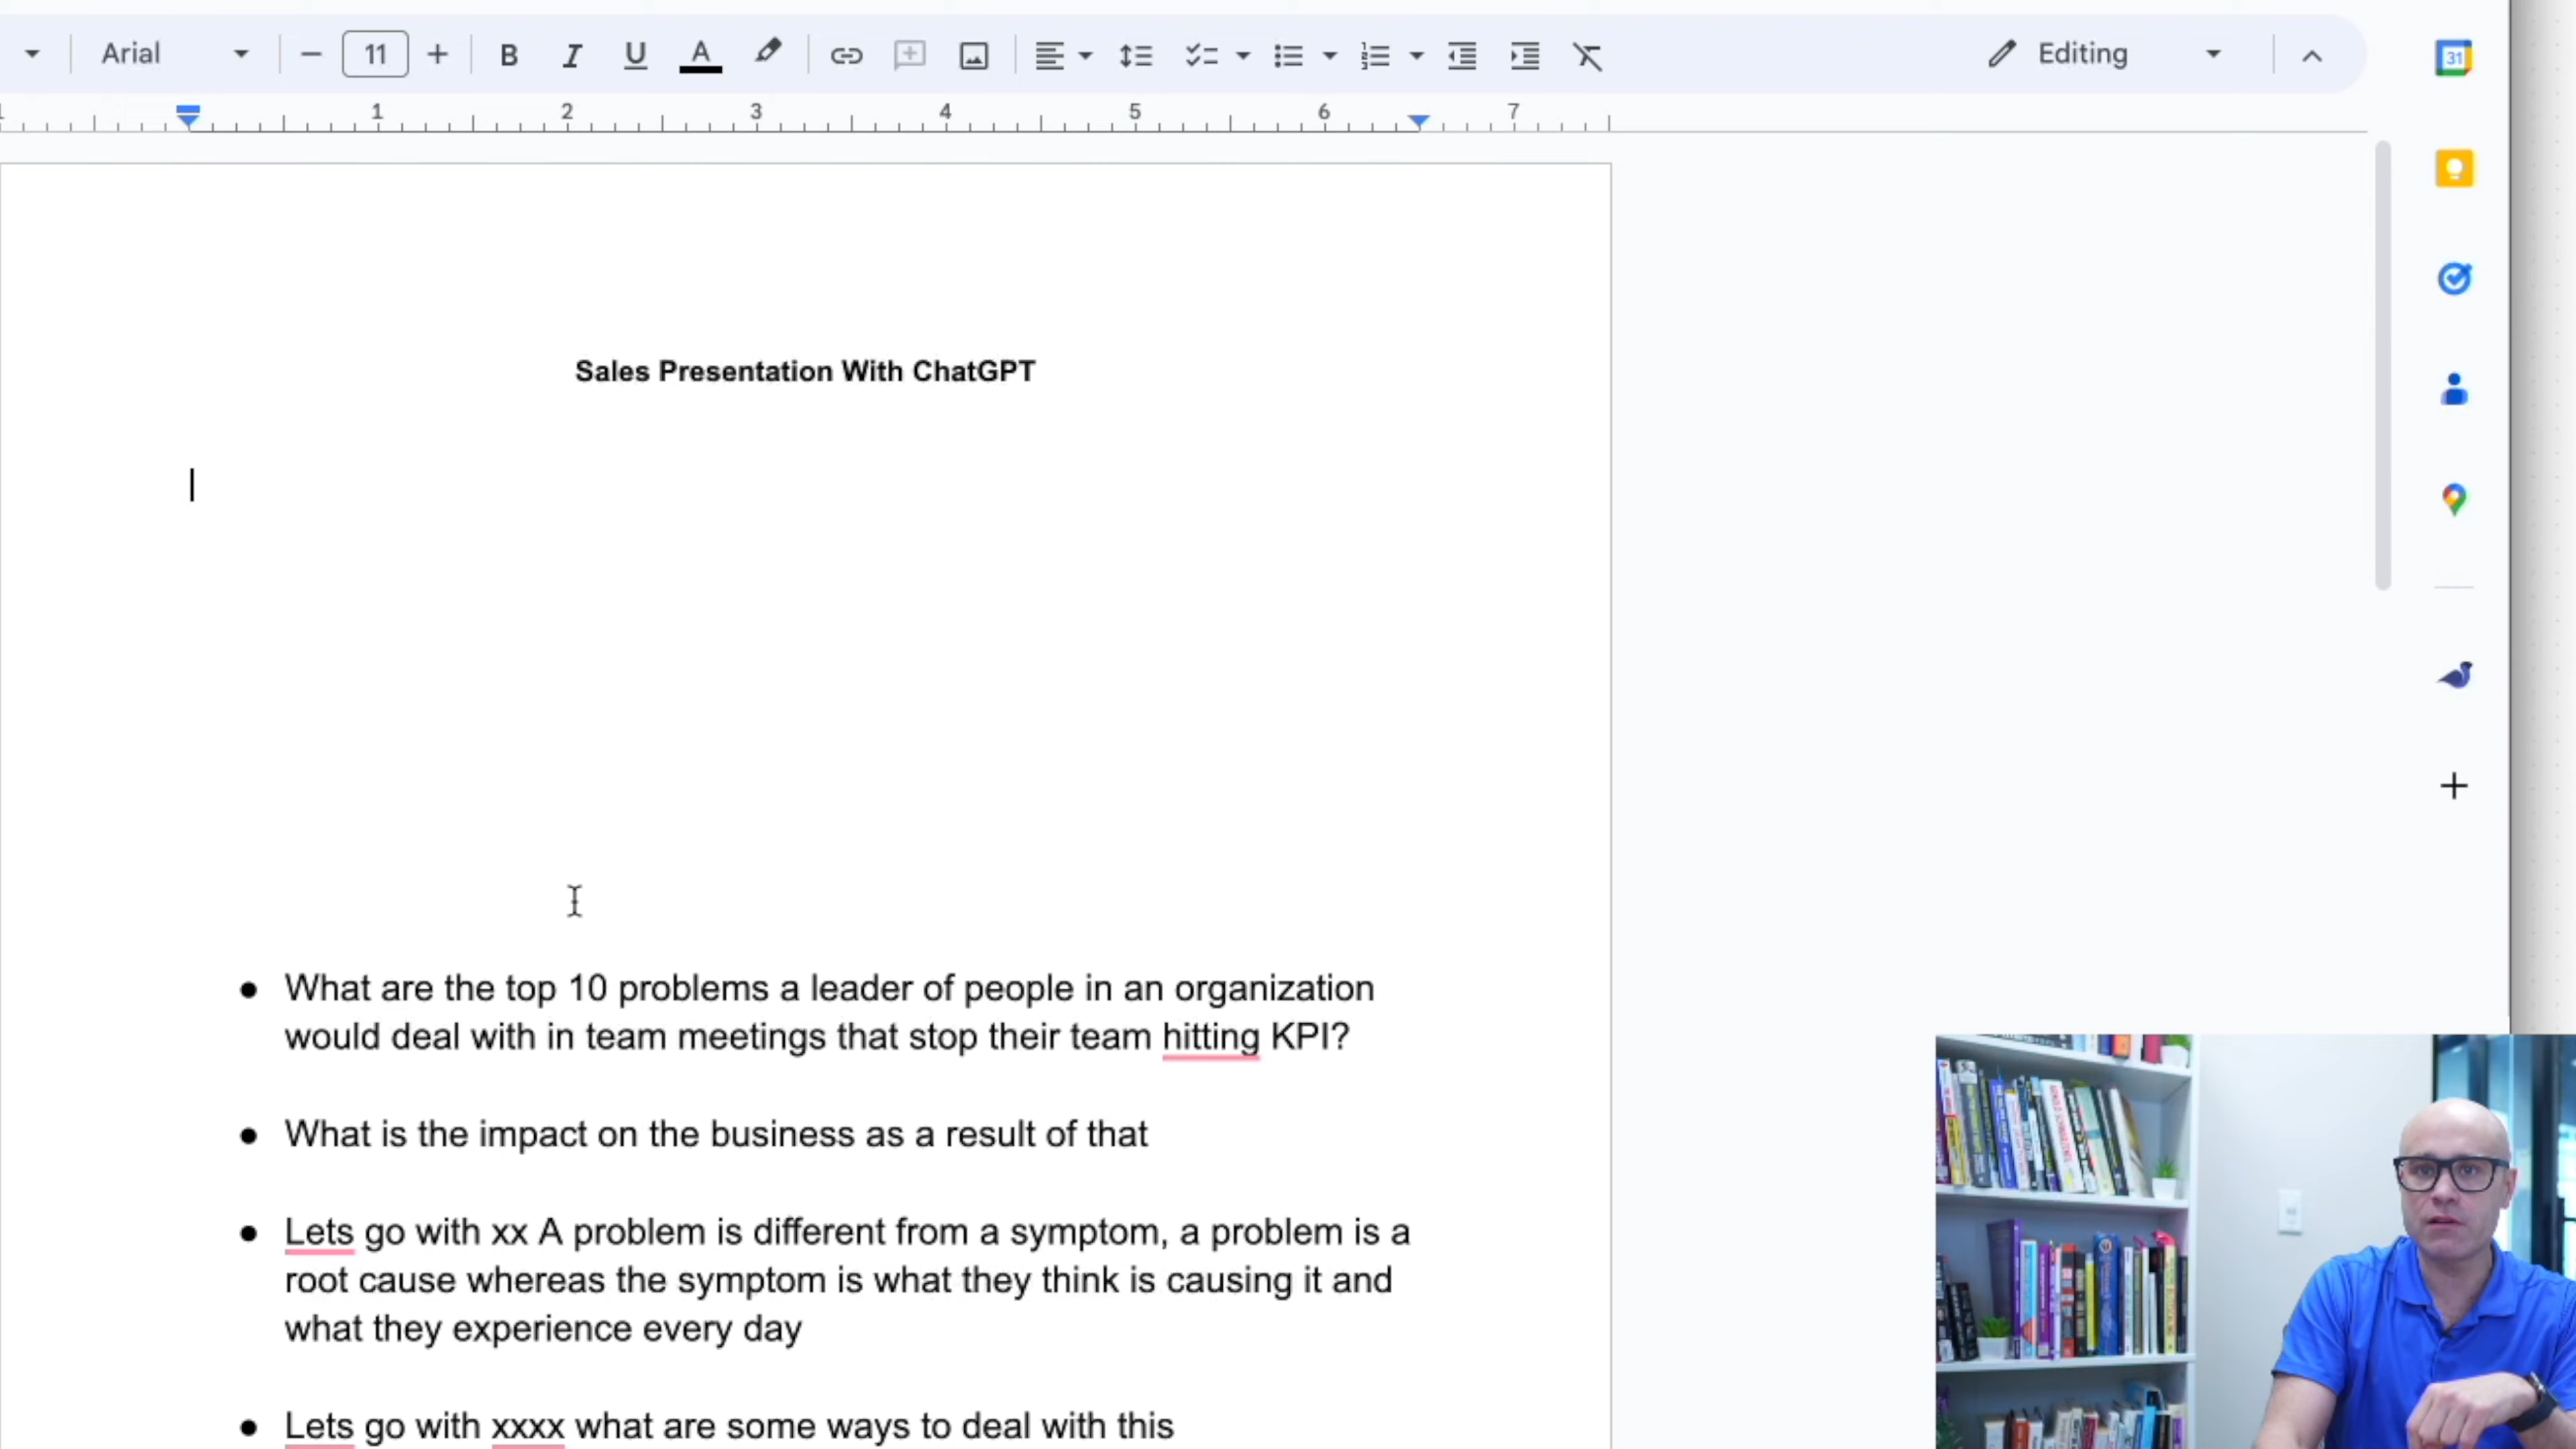 Arial
11
Editing
31
1 2 3 4 5 6 7
Sales Presentation With ChatGPT
● What are the top 10 problems a leader of people in an organization
would deal with in team meetings that stop their team hitting KPI?
● What is the impact on the business as a result of that
● Lets go with xx A problem is different from a symptom, a problem is a
root cause whereas the symptom is what they think is causing it and
what they experience every day
● Lets go with xxxx what are some ways to deal with this